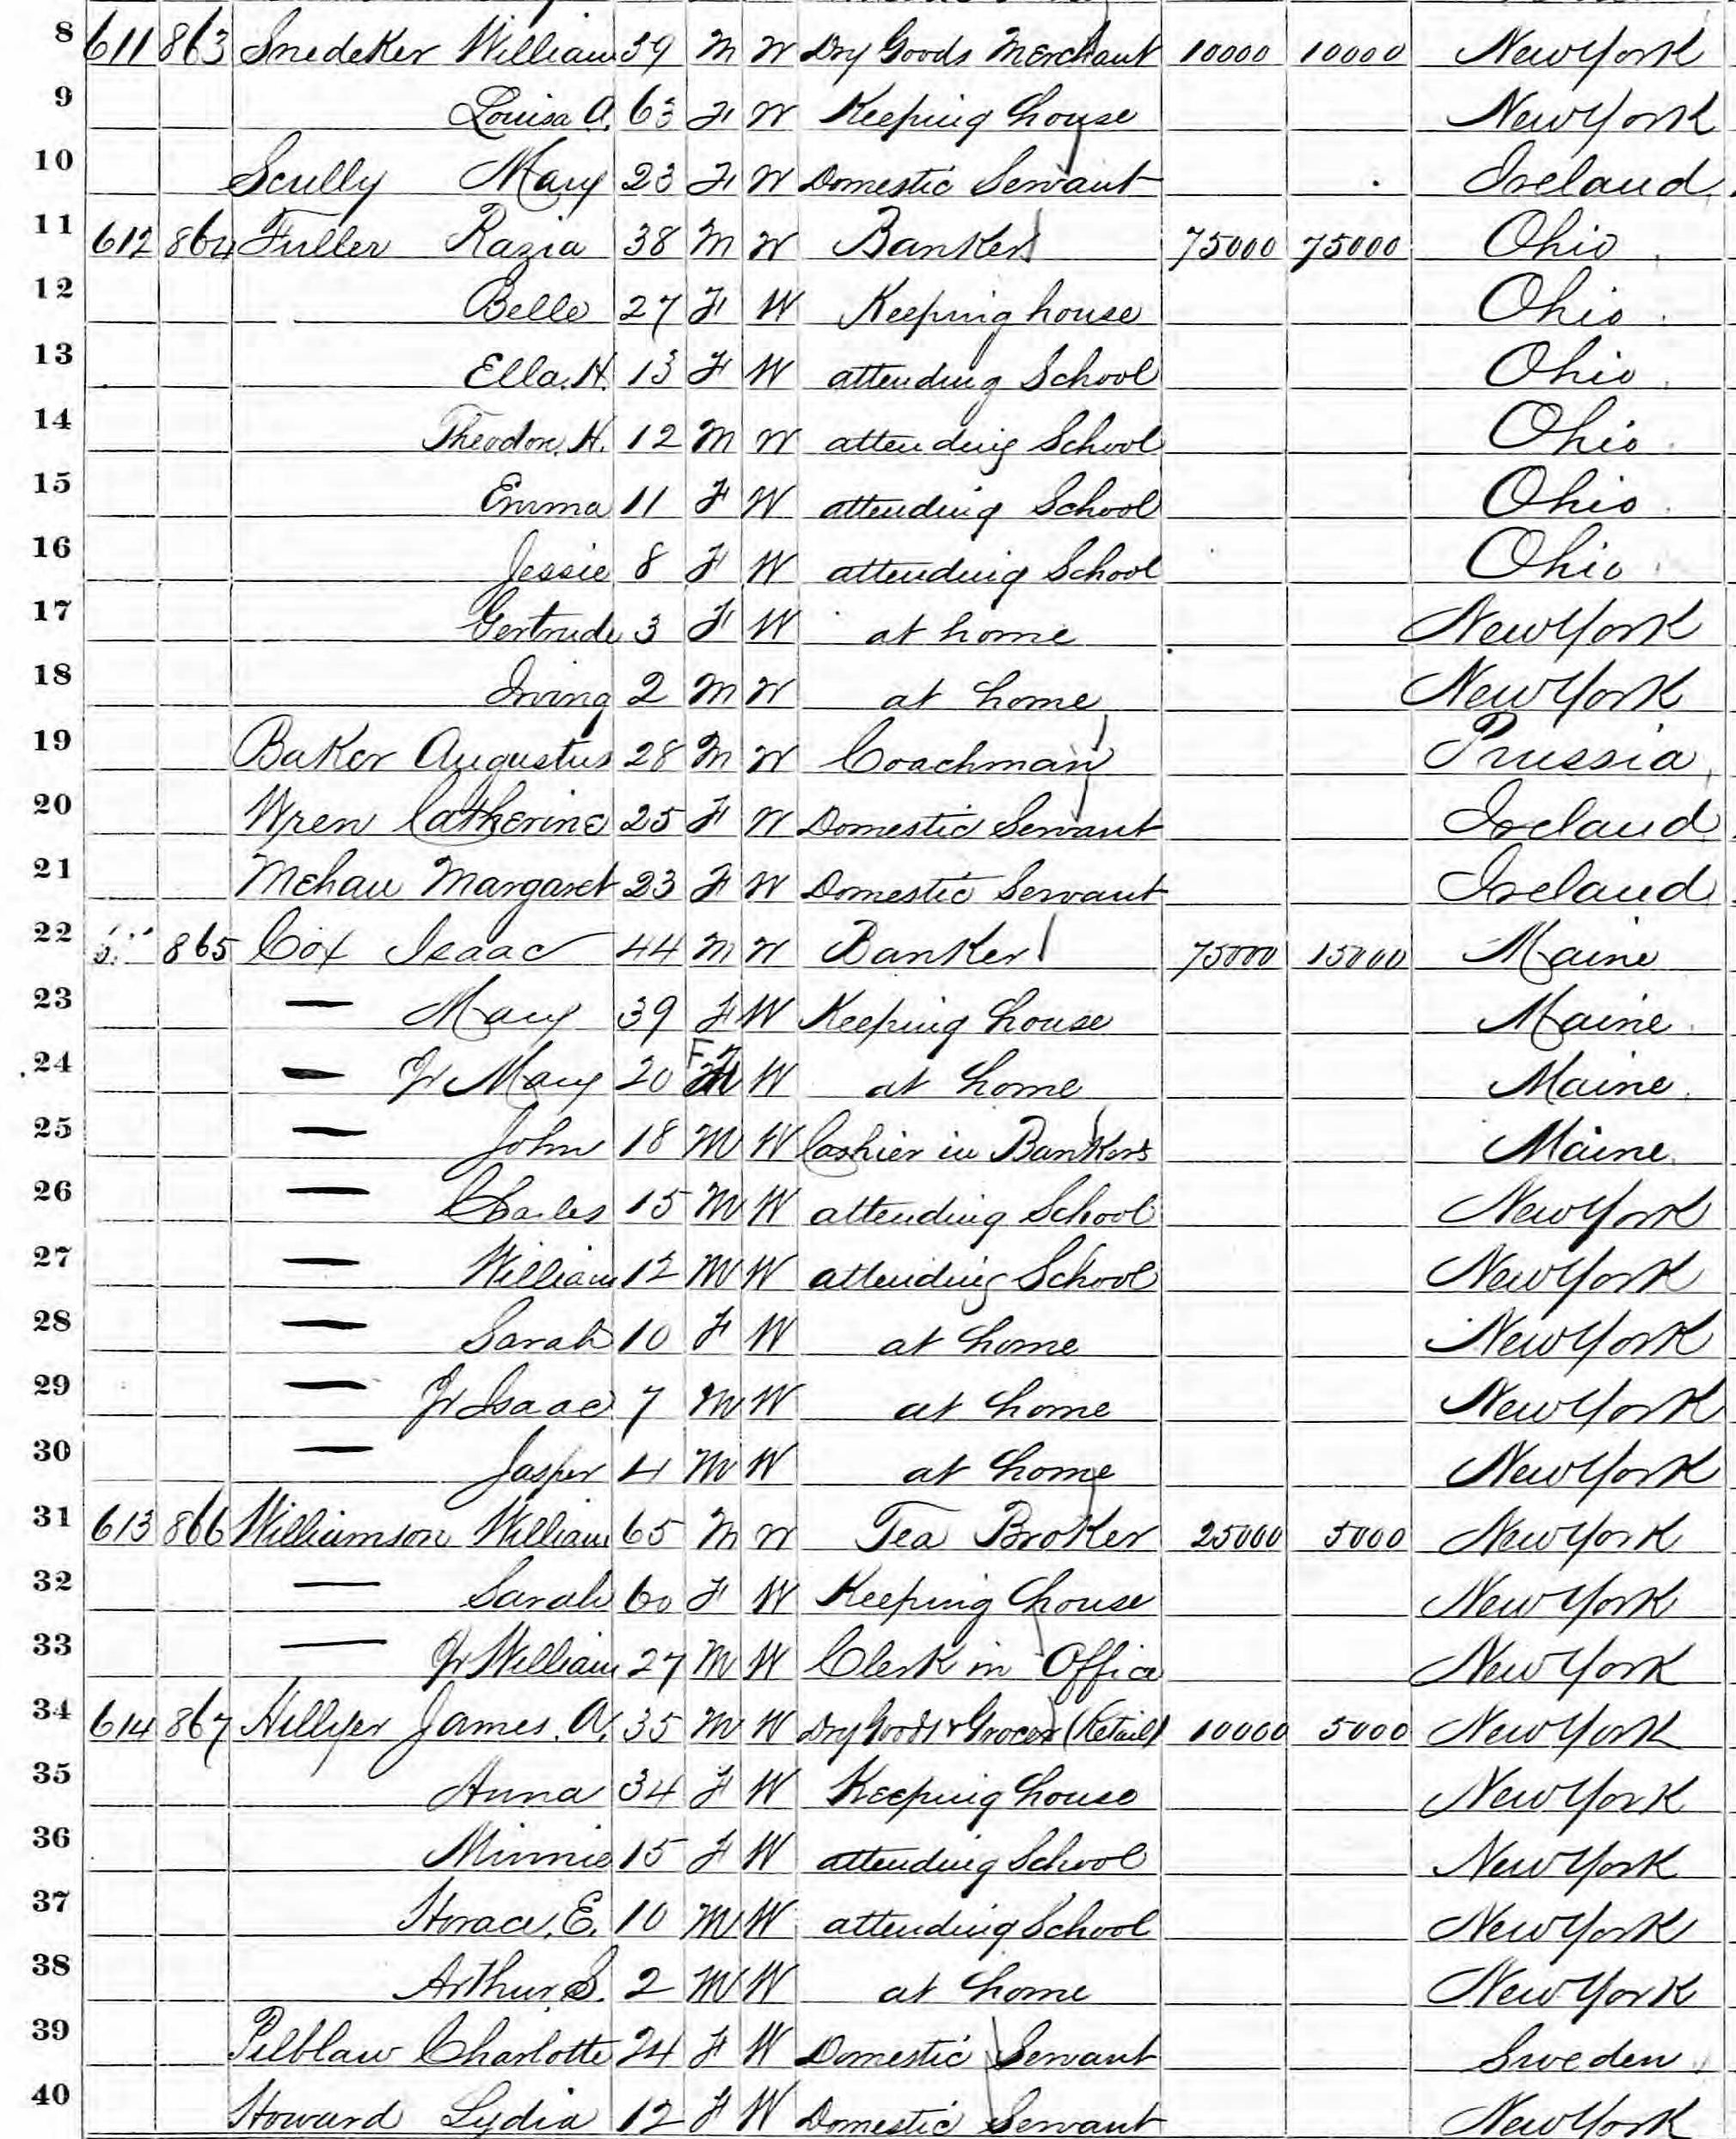 8 611 863 Snedeker William 39 M W Dry Goods Merchant 10000 10000 New York
9 Louisa A. 63 F W Keeping house New York
10 Scully Mary 23 F W Domestic Servant Ireland
11 612 864 Fuller Razia 38 M W Banker 75000 75000 Ohio
12 Belle 27 F W Keeping house Ohio
13 Ella. H. 13 F W attending School Ohio
14 Theodore. H. 12 M W attending School Ohio
15 Emma 11 F W attending School Ohio
16 Jessie 8 F W attending School Ohio
17 Gertrude 3 F W at home New York
18 Irving 2 M W at home New York
19 Baker Augustus 28 M W Coachman Prussia
20 Wren Catherine 25 F W Domestic Servant Ireland
21 Mehan Margaret 23 F W Domestic Servant Ireland
22 865 Cox Isaac 44 M W Banker 75000 15000 Maine
23 — Mary 39 F W Keeping house Maine
24 — Jr Mary 20 F W at home Maine
25 — John 18 M W Cashier in Bankers Maine
26 — Charles 15 M W attending School New York
27 — William 12 M W attending School New York
28 — Sarah 10 F W at home New York
29 — Jr Isaac 7 M W at home New York
30 — Jasper 4 M W at home New York
31 613 866 Williamson William 65 M W Tea Broker 25000 5000 New York
32 — Sarah 60 F W Keeping house New York
33 — Jr William 27 M W Clerk in Office New York
34 614 867 Hillyer James. A. 35 M W Dry Goods & Grocer (Retail) 10000 5000 New York
35 Anna 34 F W Keeping house New York
36 Minnie 15 F W attending School New York
37 Horace. E. 10 M W attending School New York
38 Arthur. S. 2 M W at home New York
39 Charlotte 24 F W Domestic Servant Sweden
40 Howard Lydia 12 F W Domestic Servant New York